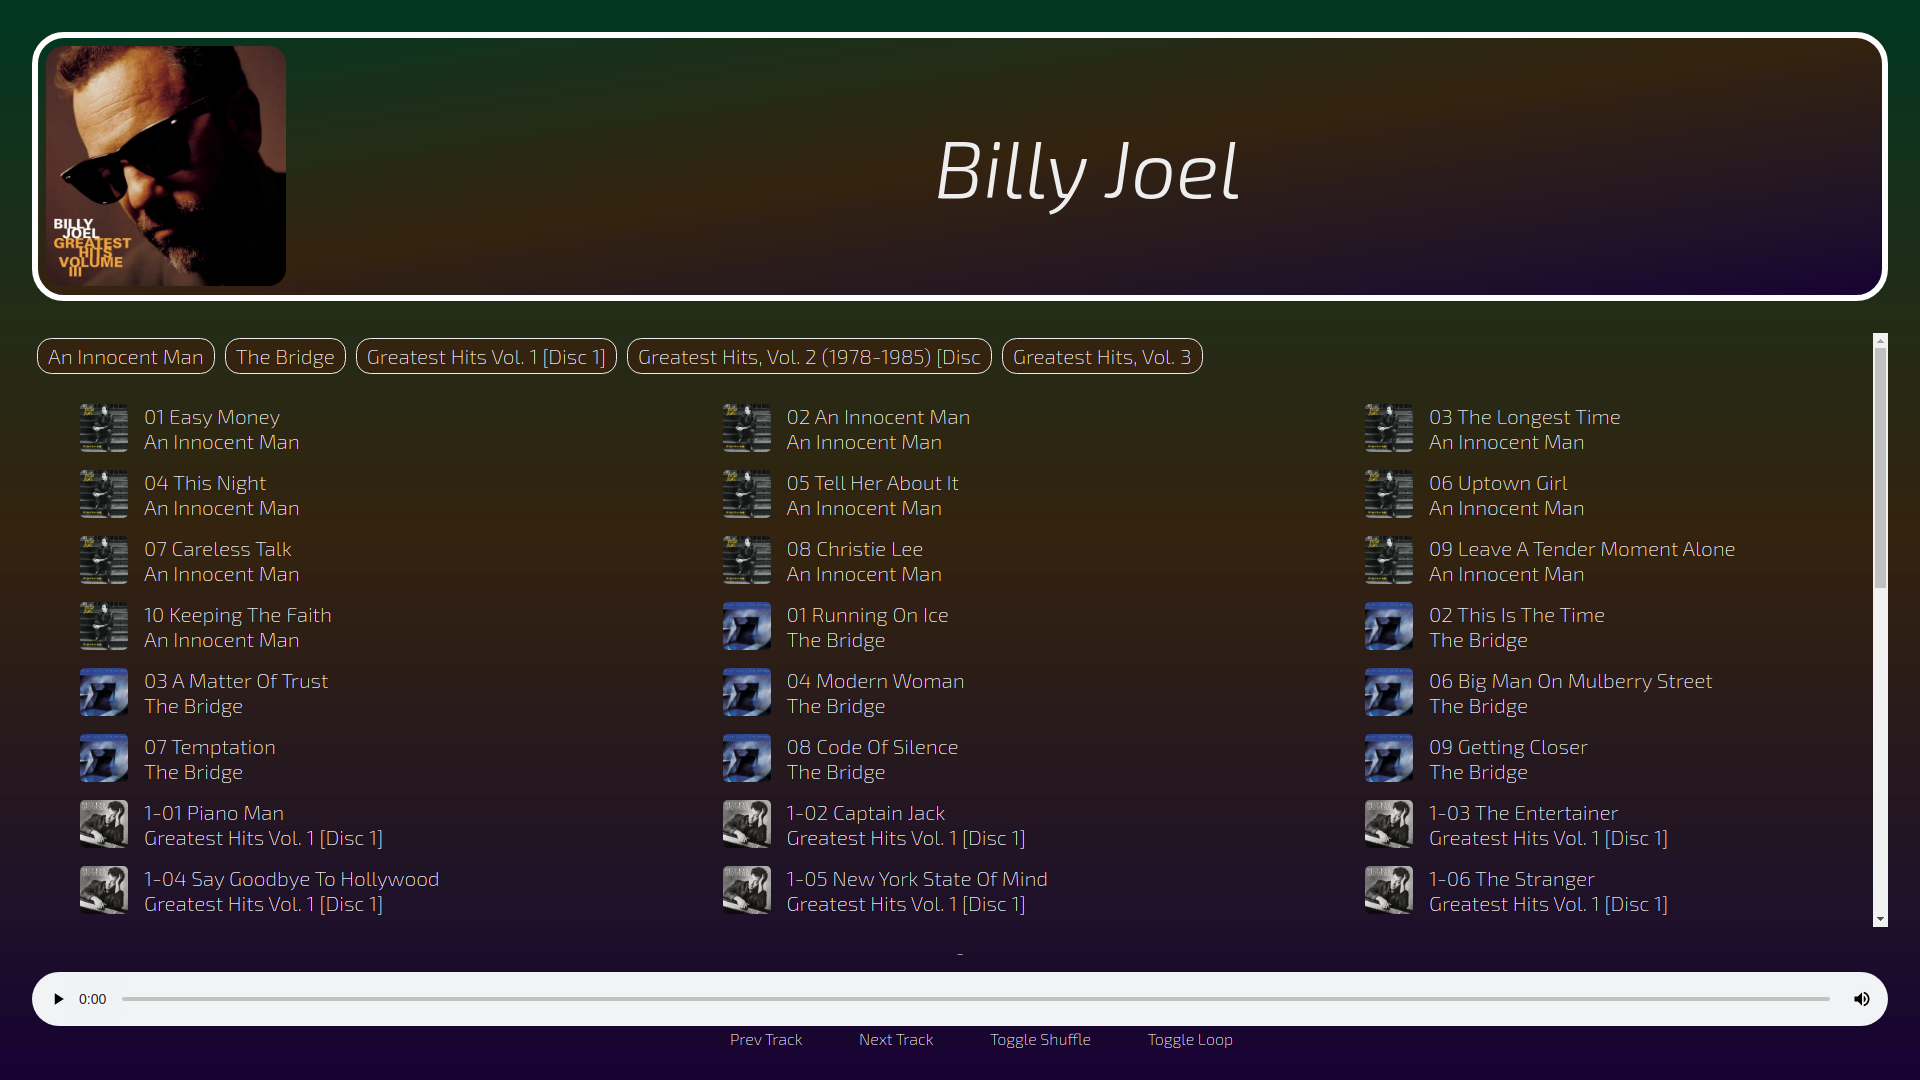 BILLY
JOEL
GREATEST
HITS
VOLUME
III
Billy Joel
An Innocent Man
The Bridge
Greatest Hits Vol. 1 [Disc 1]
Greatest Hits, Vol. 2 (1978-1985) [Disc
Greatest Hits, Vol. 3
01 Easy Money
An Innocent Man
02 An Innocent Man
An Innocent Man
03 The Longest Time
An Innocent Man
04 This Night
An Innocent Man
05 Tell Her About It
An Innocent Man
06 Uptown Girl
An Innocent Man
07 Careless Talk
An Innocent Man
08 Christie Lee
An Innocent Man
09 Leave A Tender Moment Alone
An Innocent Man
10 Keeping The Faith
An Innocent Man
01 Running On Ice
The Bridge
02 This Is The Time
The Bridge
03 A Matter Of Trust
The Bridge
04 Modern Woman
The Bridge
06 Big Man On Mulberry Street
The Bridge
07 Temptation
The Bridge
08 Code Of Silence
The Bridge
09 Getting Closer
The Bridge
1-01 Piano Man
Greatest Hits Vol. 1 [Disc 1]
1-02 Captain Jack
Greatest Hits Vol. 1 [Disc 1]
1-03 The Entertainer
Greatest Hits Vol. 1 [Disc 1]
1-04 Say Goodbye To Hollywood
Greatest Hits Vol. 1 [Disc 1]
1-05 New York State Of Mind
Greatest Hits Vol. 1 [Disc 1]
1-06 The Stranger
Greatest Hits Vol. 1 [Disc 1]
-
0:00
Prev Track
Next Track
Toggle Shuffle
Toggle Loop